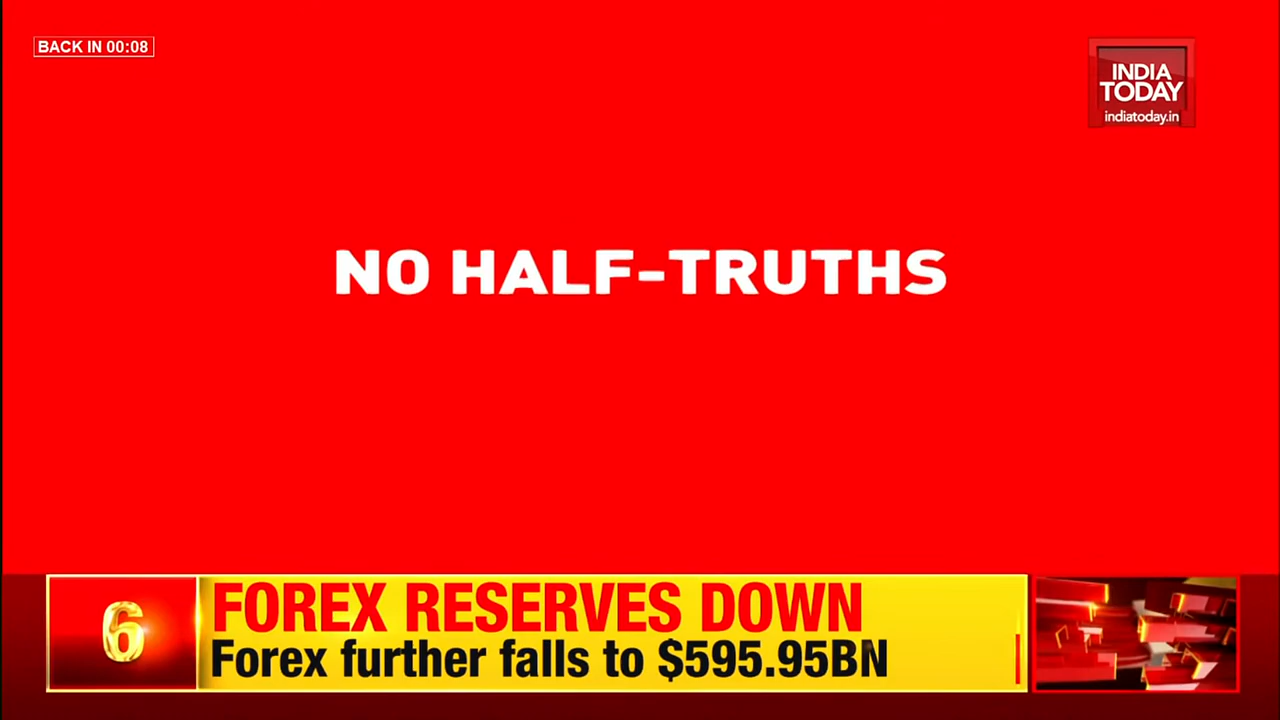 BACK IN 00:08
INDIA
TODAY
indiatoday.in
NO HALF-TRUTHS
6
FOREX RESERVES DOWN
Forex further falls to $595.95BN